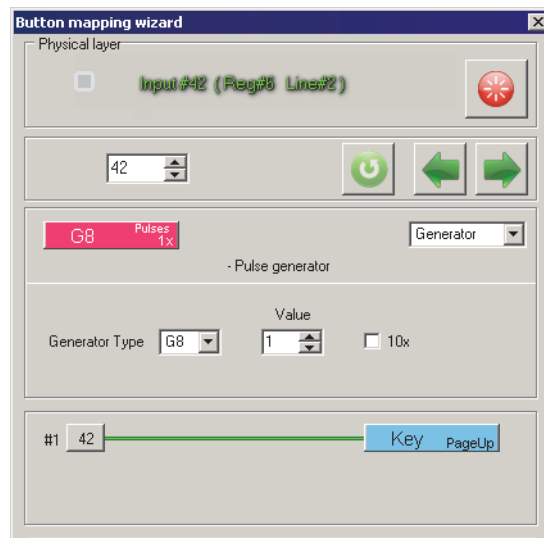 Button mapping wizard
Physical layer
Input#42 (Reg#5 Line#2)
42
G8 Pulses 1x
Generator
- Pulse generator
Value
Generator Type G8 1 10x
#1 42 Key PageUp